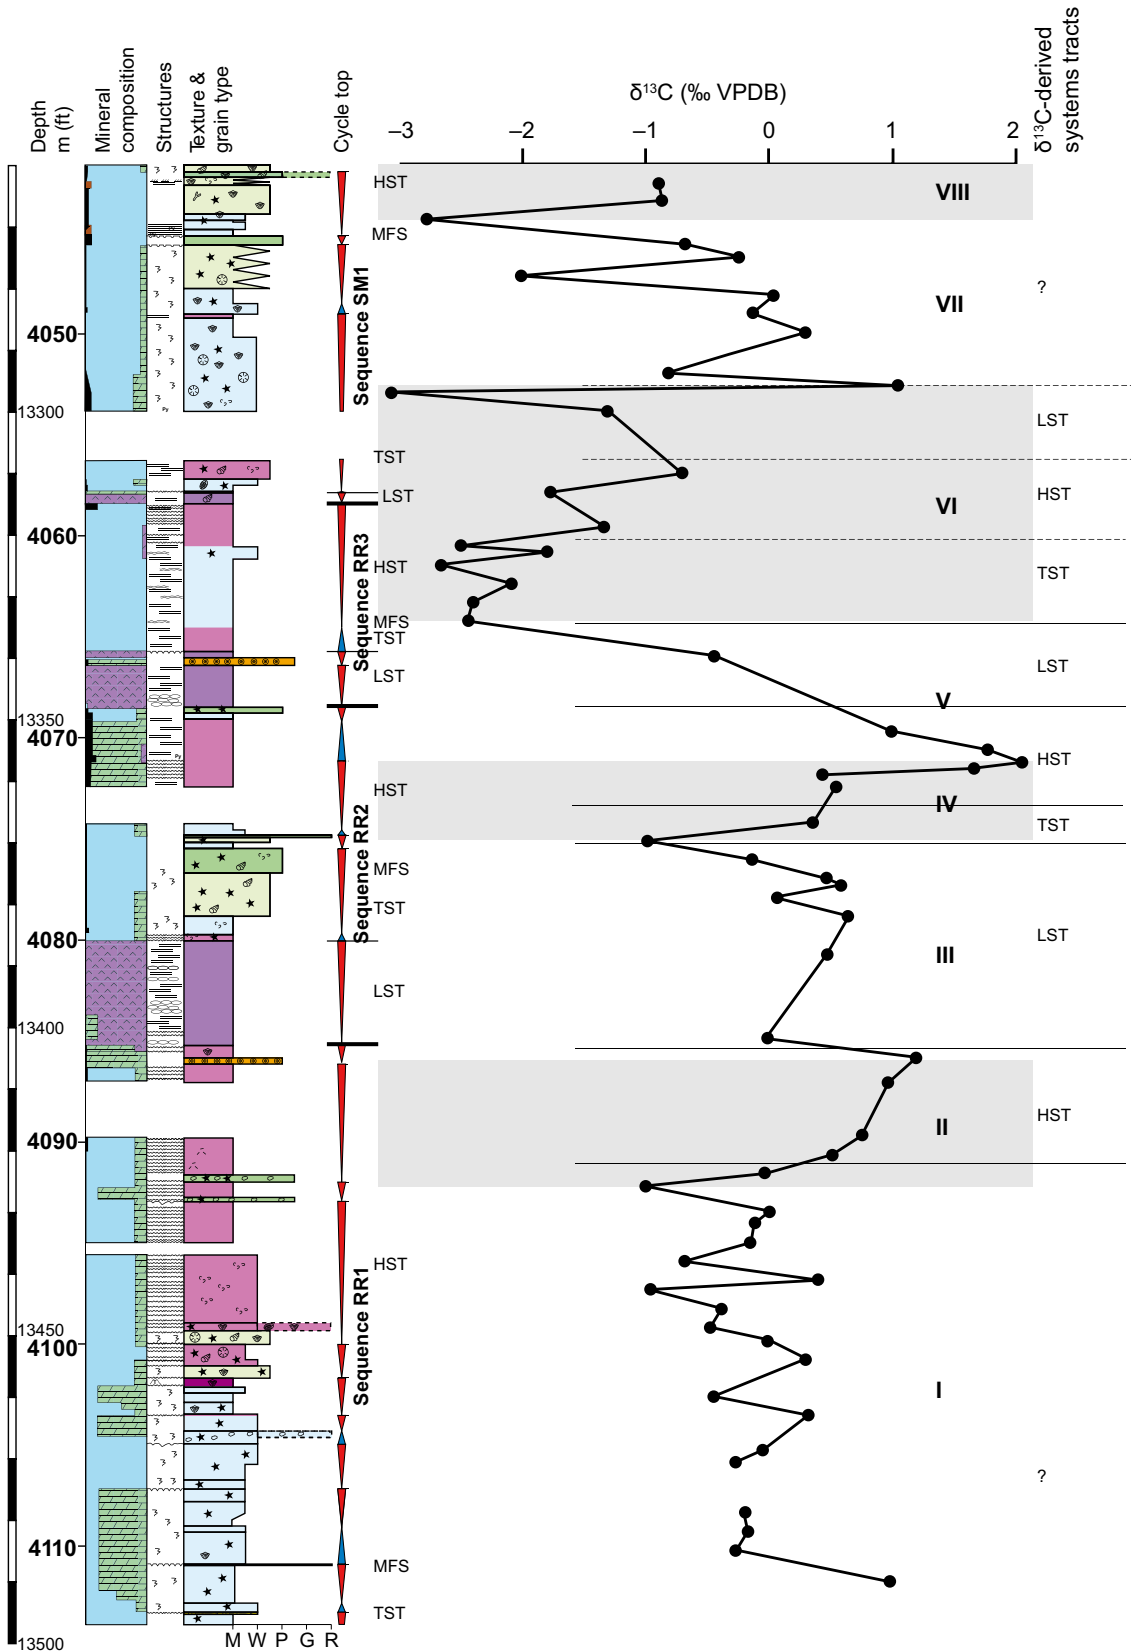 Depth
m (ft)
Mineral
composition
Structures
Texture &
grain type
Cycle top
δ¹³C (‰ VPDB)
δ¹³C-derived
systems tracts
–3 –2 –1 0 1 2
HST
VIII
MFS
?
VII
4050
Sequence SM1
13300
LST
TST
HST
LST
VI
4060
HST
TST
Sequence RR3
MFS
TST
LST
LST
V
13350
4070
HST
HST
IV
TST
Sequence RR2
MFS
TST
4080
LST
III
LST
13400
HST
4090
II
HST
Sequence RR1
13450
4100
I
?
4110
MFS
TST
M W P G R
13500
Py
Py